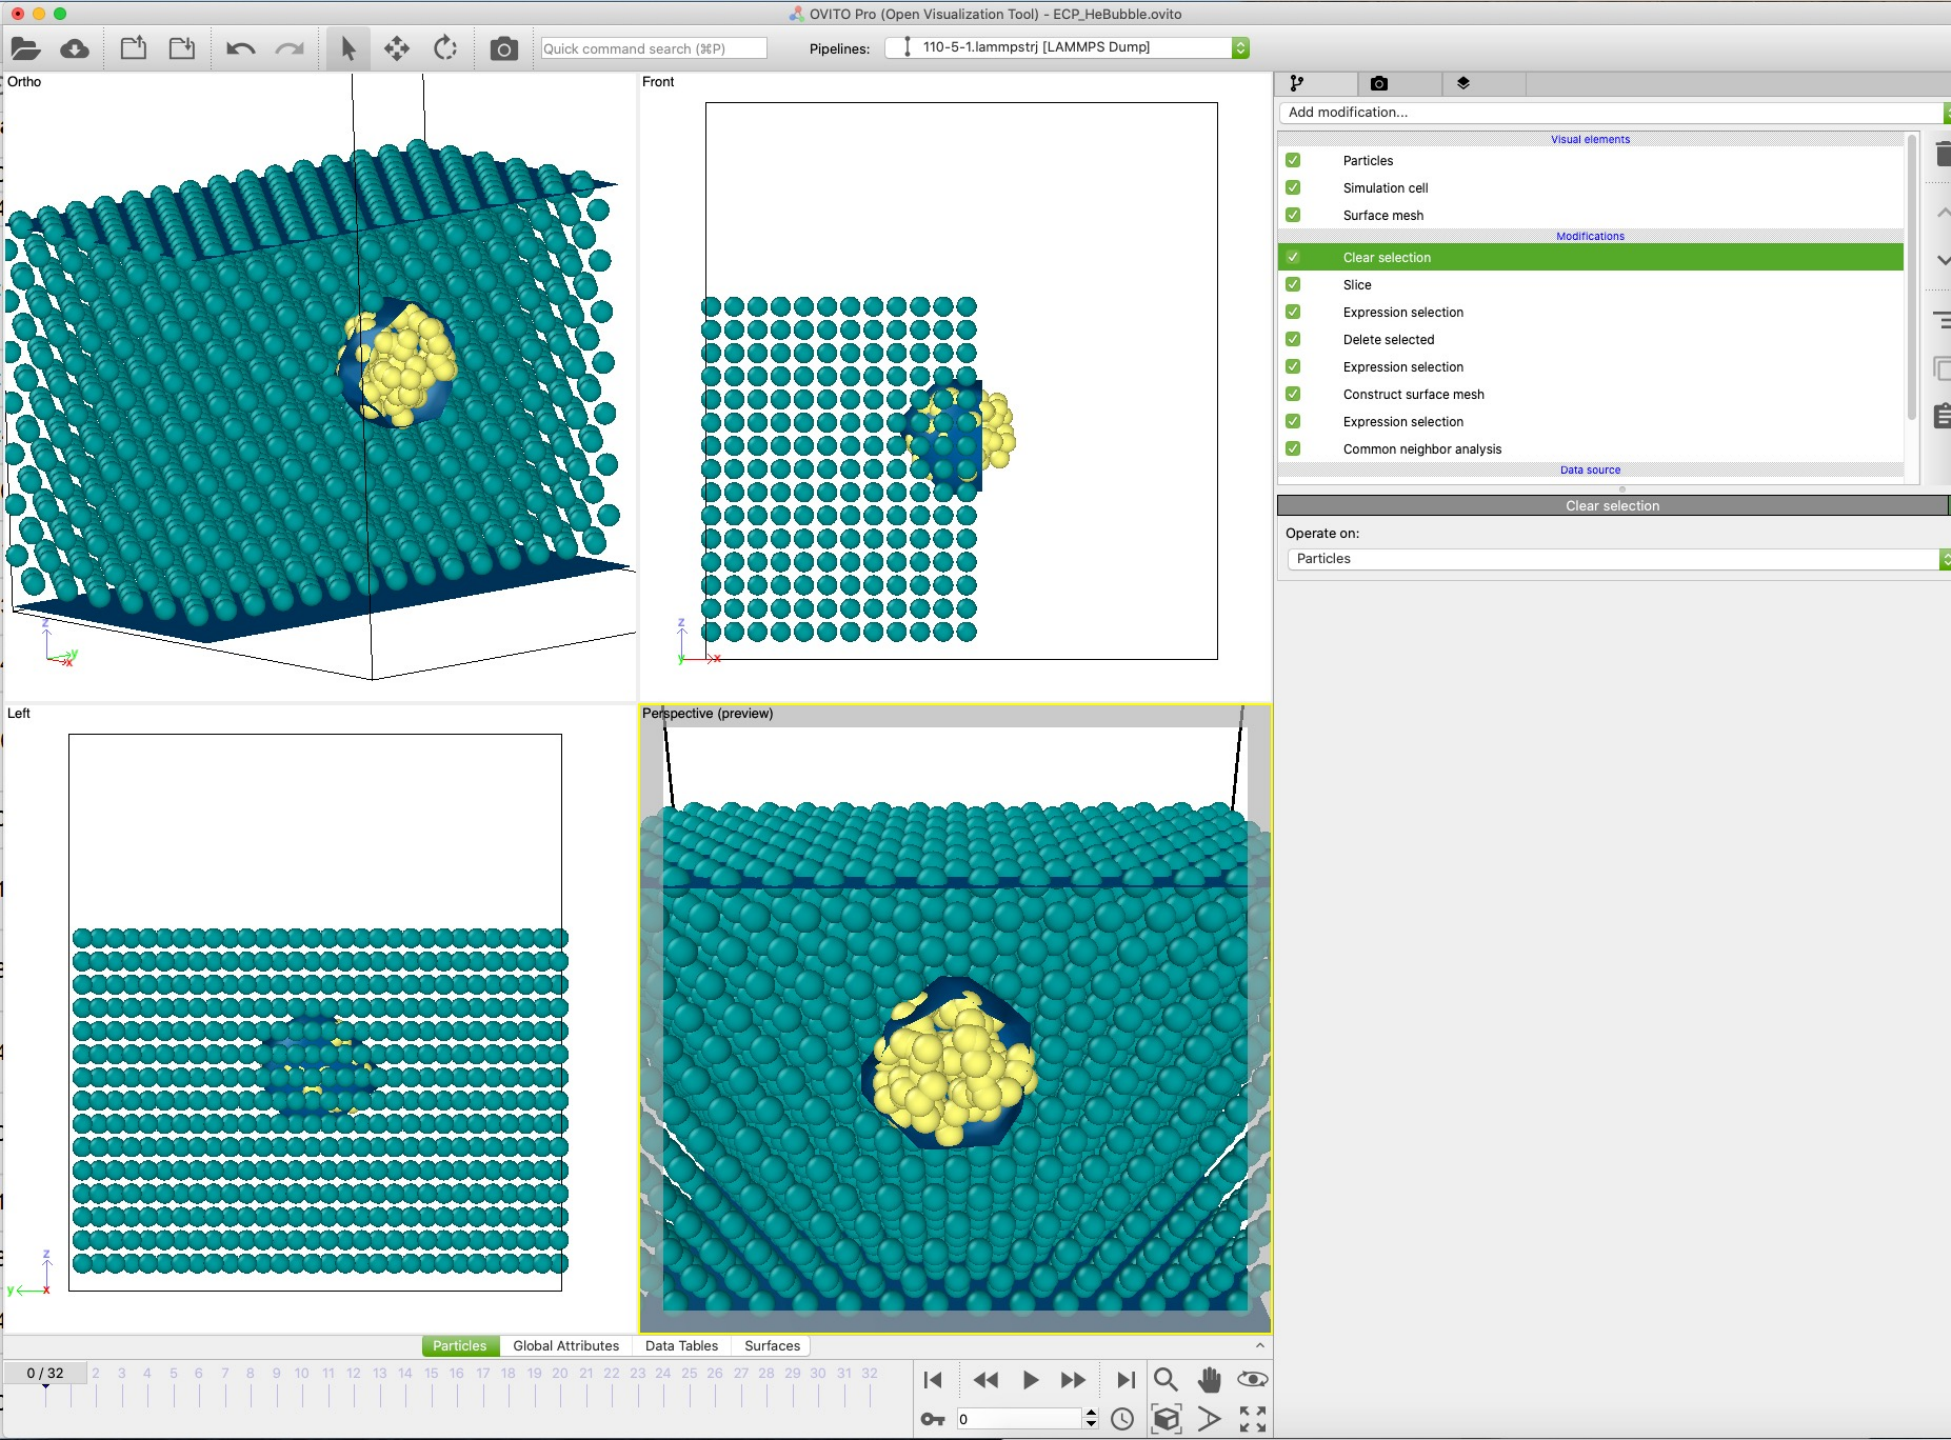 OVITO Pro (Open Visualization Tool) - ECP_HeBubble.ovito
Quick command search (⌘P)
Pipelines:
110-5-1.lammpstrj [LAMMPS Dump]
Ortho
Front
Add modification...
Visual elements
Particles
Simulation cell
Surface mesh
Modifications
Clear selection
Slice
Expression selection
Delete selected
Expression selection
Construct surface mesh
Expression selection
Common neighbor analysis
Data source
Clear selection
Operate on:
Particles
z
y
x
z
y
x
Left
Perspective (preview)
z
y
x
Particles
Global Attributes
Data Tables
Surfaces
0 / 32
2 3 4 5 6 7 8 9 10 11 12 13 14 15 16 17 18 19 20 21 22 23 24 25 26 27 28 29 30 31 32
0